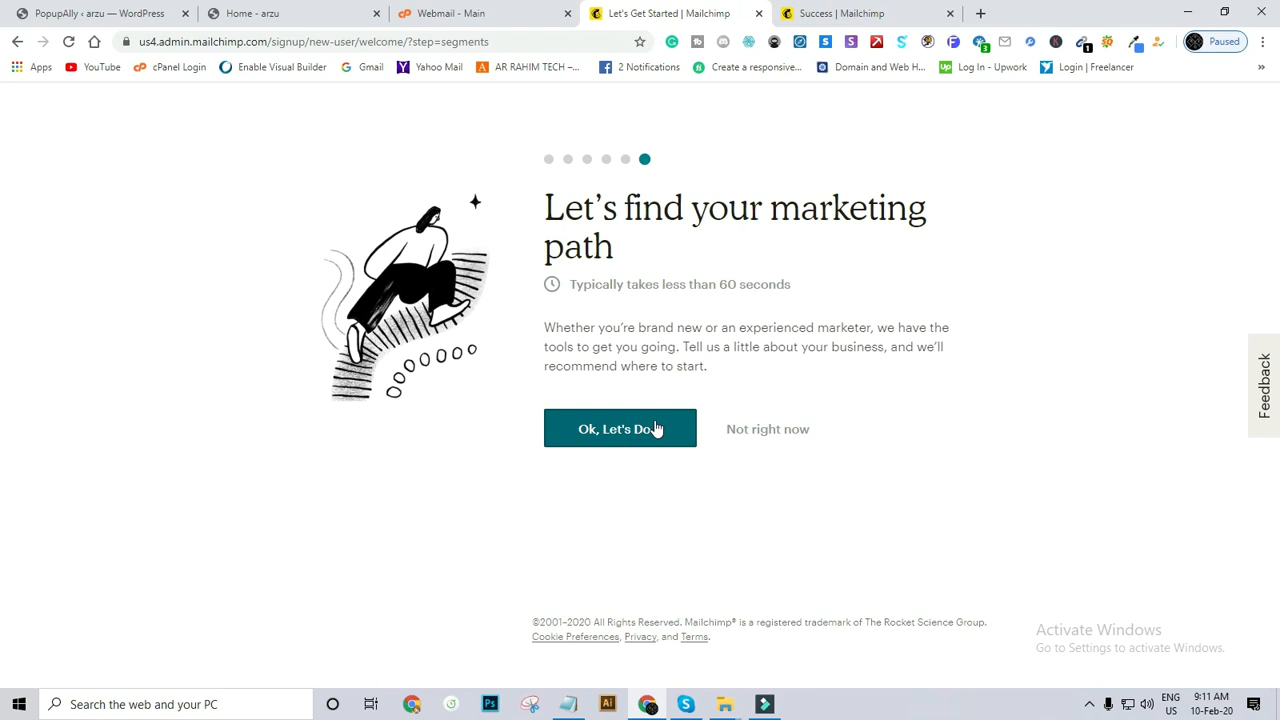 PopupAlly ‹ arzu — WordPress
Home - arzu
Webmail - Main
Let's Get Started | Mailchimp
Success | Mailchimp
us4.admin.mailchimp.com/signup/new-user/welcome/?step=segments
Paused
Apps
YouTube
cPanel Login
Enable Visual Builder
Gmail
Yahoo Mail
AR RAHIM TECH –...
2 Notifications
Create a responsive...
Domain and Web H...
Log In - Upwork
Login | Freelancer
»
Let's find your marketing
path
Typically takes less than 60 seconds
Whether you're brand new or an experienced marketer, we have the
tools to get you going. Tell us a little about your business, and we'll
recommend where to start.
Ok, Let's Do
Not right now
Feedback
©2001–2020 All Rights Reserved. Mailchimp® is a registered trademark of The Rocket Science Group.
Cookie Preferences, Privacy, and Terms.
Activate Windows
Go to Settings to activate Windows.
Search the web and your PC
Ps
Ai
ENG
US
9:11 AM
10-Feb-20